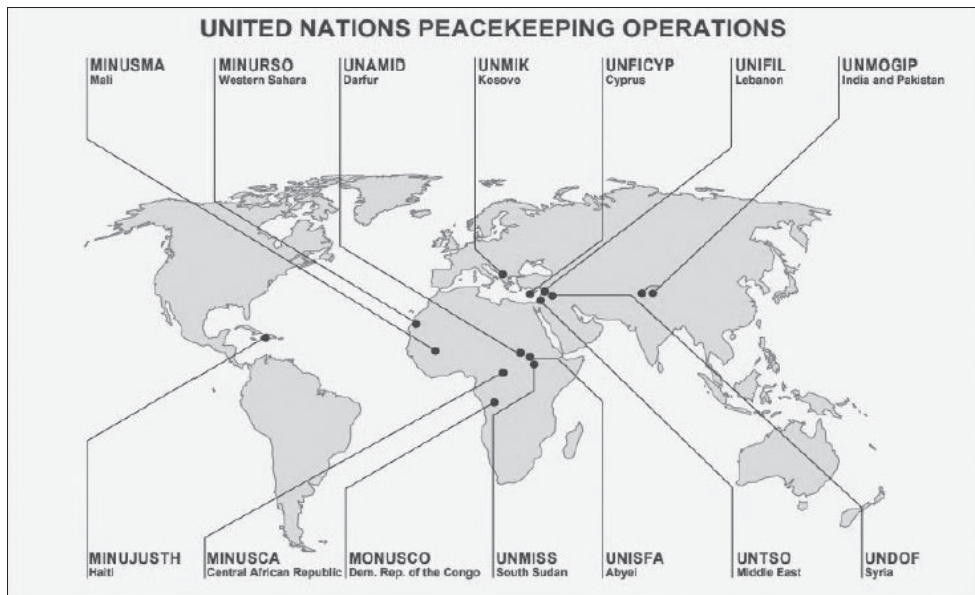 UNITED NATIONS PEACEKEEPING OPERATIONS
MINUSMA
Mali
MINURSO
Western Sahara
UNAMID
Darfur
UNMIK
Kosovo
UNFICYP
Cyprus
UNIFIL
Lebanon
UNMOGIP
India and Pakistan
MINUJUSTH
Haiti
MINUSCA
Central African Republic
MONUSCO
Dem. Rep. of the Congo
UNMISS
South Sudan
UNISFA
Abyei
UNTSO
Middle East
UNDOF
Syria